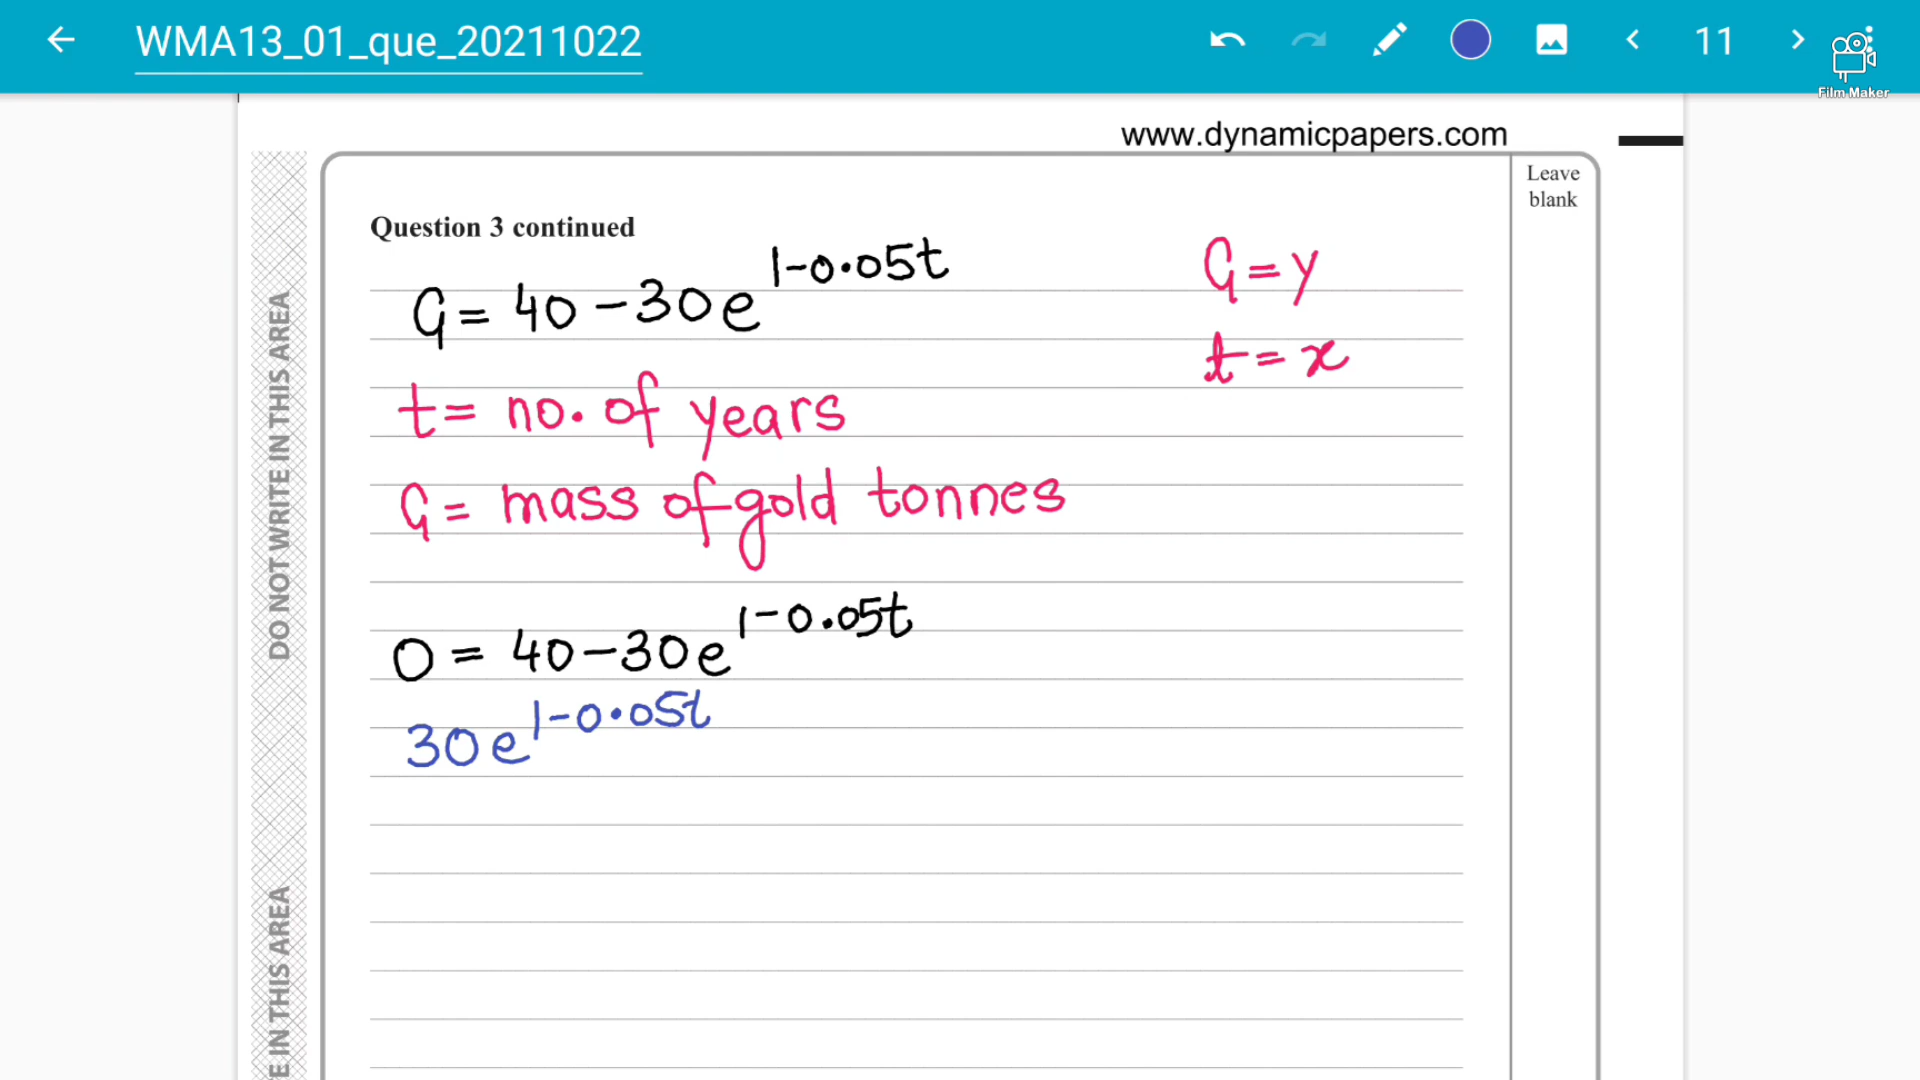 WMA13_01_que_20211022
11
Film Maker
www.dynamicpapers.com
Leave
blank
Question 3 continued
G = 40 - 30e^{1-0.05t}
G = y
t = x
t = no. of years
G = mass of gold tonnes
0 = 40 - 30e^{1-0.05t}
30e^{1-0.05t}
DO NOT WRITE IN THIS AREA
E IN THIS AREA